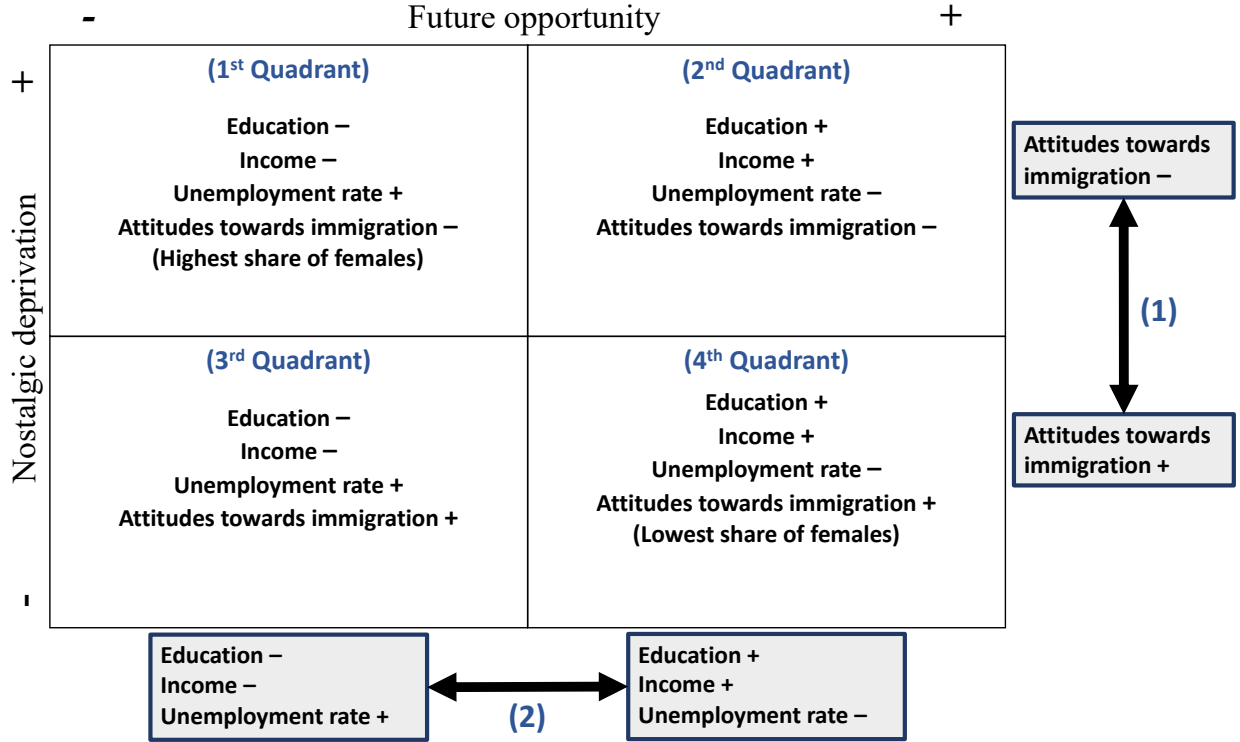 - Future opportunity +
+
Nostalgic deprivation
-
(1st Quadrant)
Education –
Income –
Unemployment rate +
Attitudes towards immigration –
(Highest share of females)
(2nd Quadrant)
Education +
Income +
Unemployment rate –
Attitudes towards immigration –
(3rd Quadrant)
Education –
Income –
Unemployment rate +
Attitudes towards immigration +
(4th Quadrant)
Education +
Income +
Unemployment rate –
Attitudes towards immigration +
(Lowest share of females)
Attitudes towards
immigration –
(1)
Attitudes towards
immigration +
Education –
Income –
Unemployment rate +
(2)
Education +
Income +
Unemployment rate –